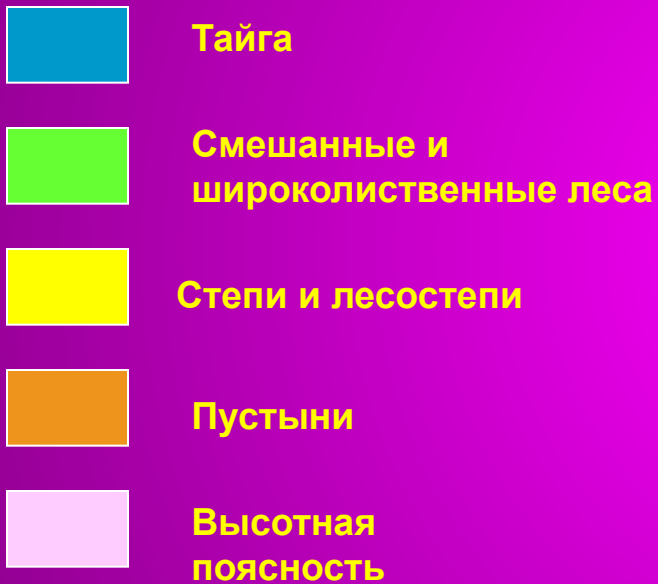 Тайга
Смешанные и
широколиственные леса
Степи и лесостепи
Пустыни
Высотная
поясность